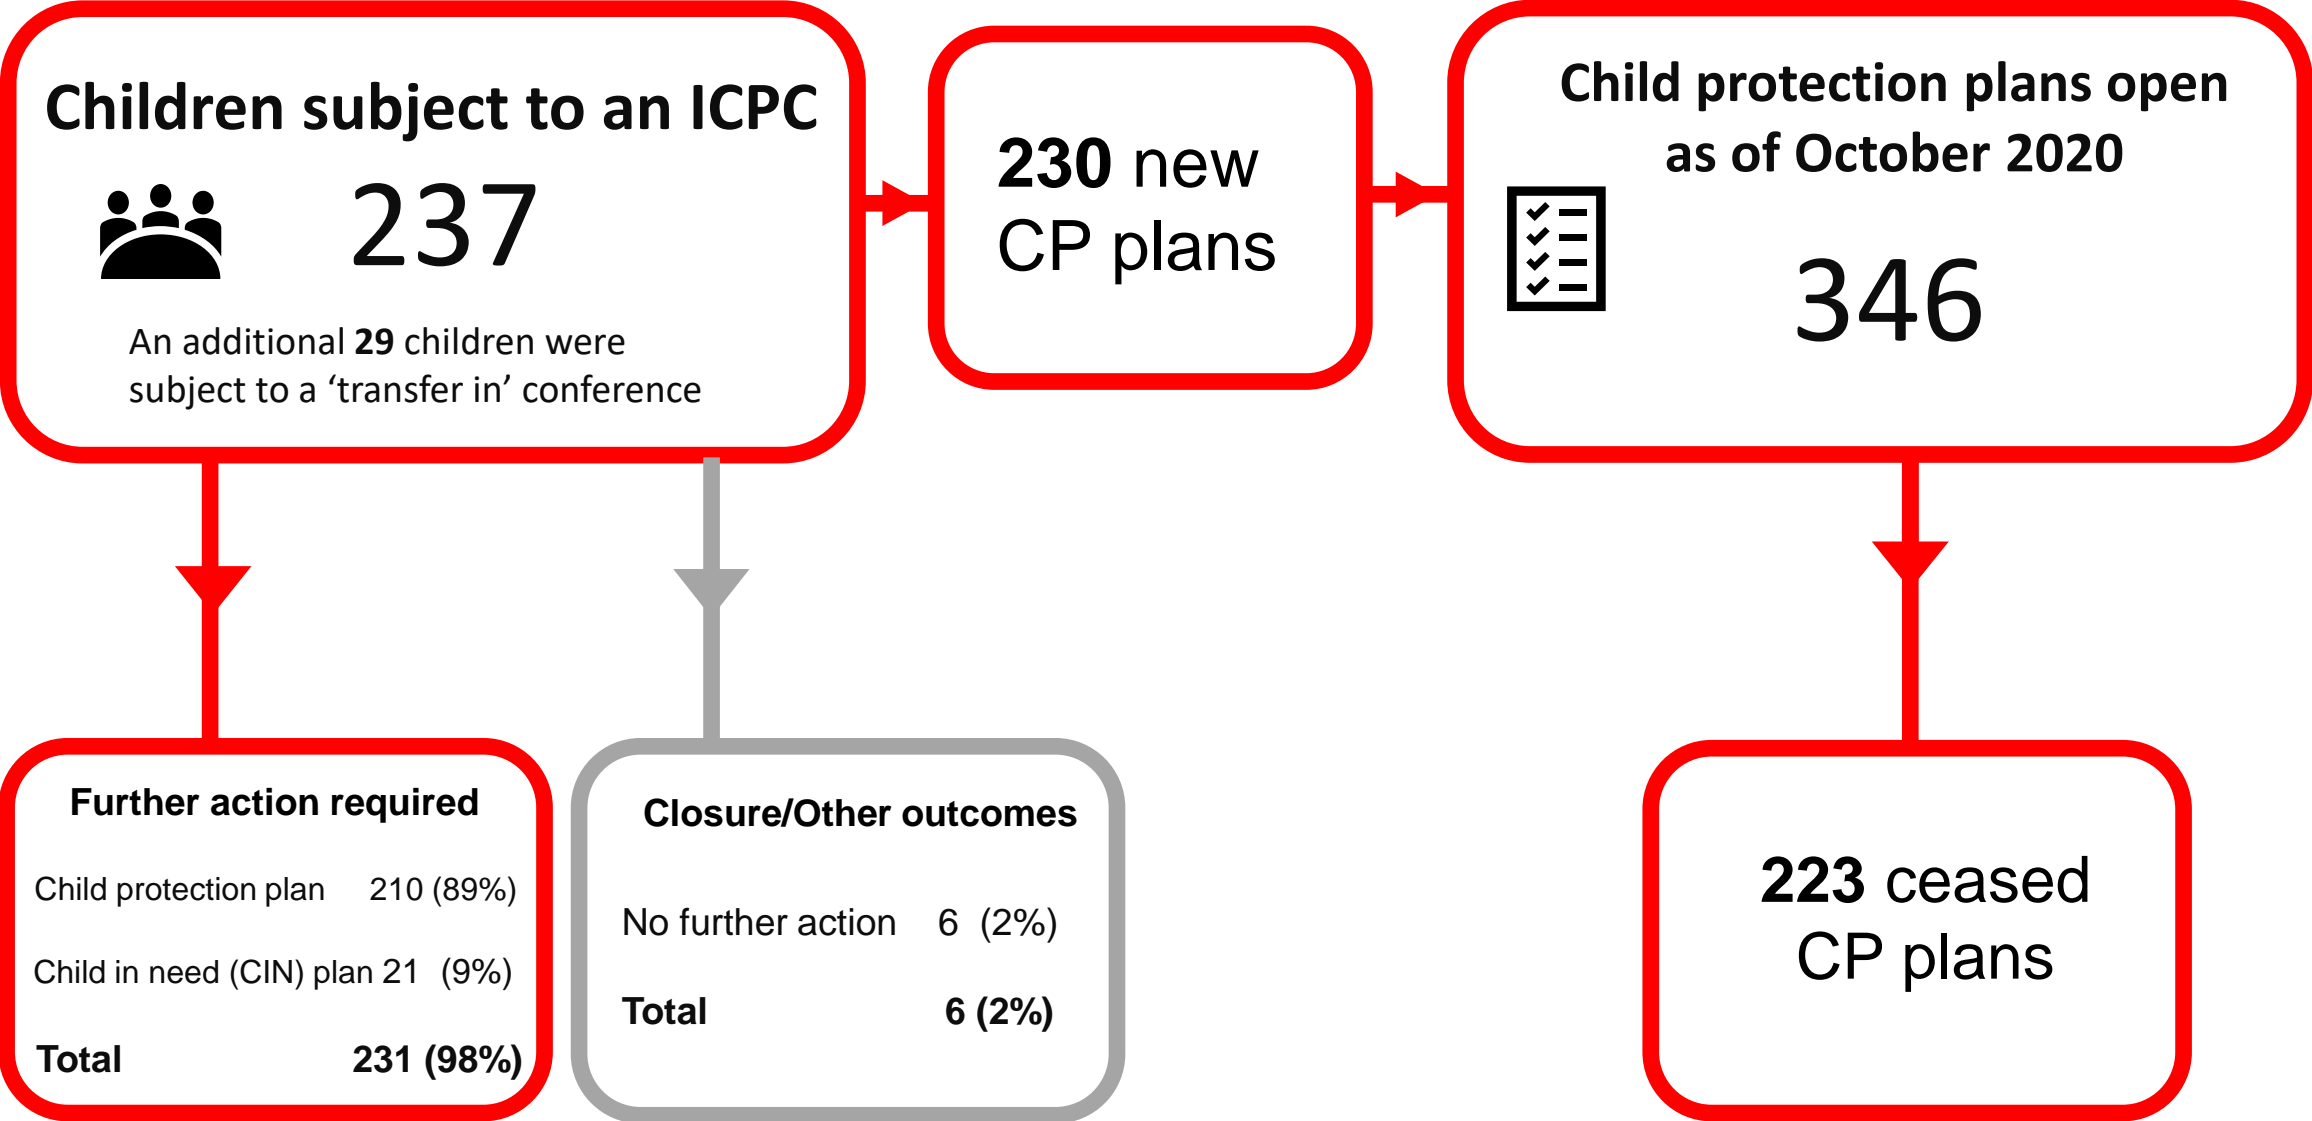 Children subject to an ICPC
237
An additional 29 children were
subject to a ‘transfer in’ conference
230 new
CP plans
Child protection plans open
as of October 2020
346
Further action required
Child protection plan 210 (89%)
Child in need (CIN) plan 21 (9%)
Total 231 (98%)
Closure/Other outcomes
No further action 6 (2%)
Total 6 (2%)
223 ceased
CP plans